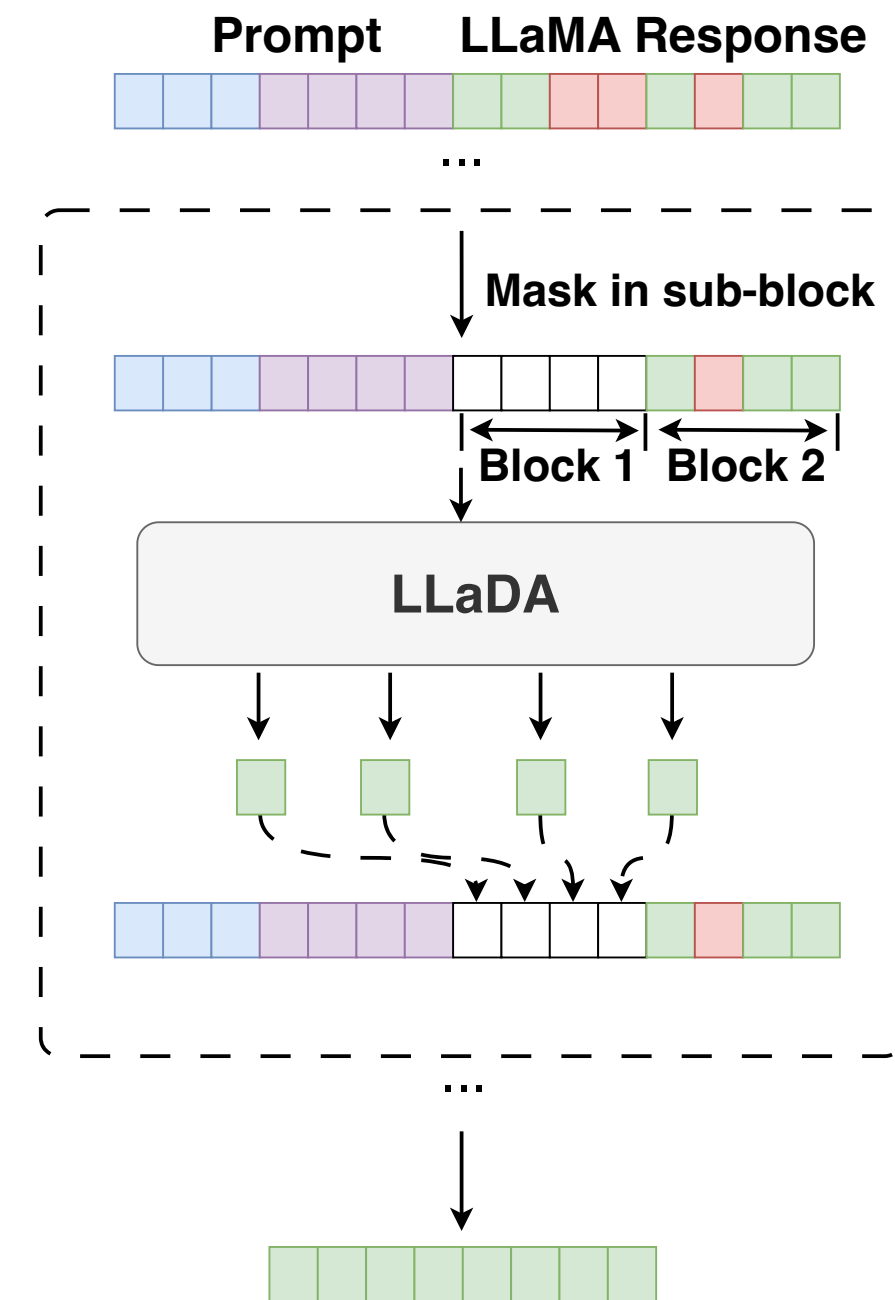 Prompt LLaMA Response
...
Mask in sub-block
Block 1 Block 2
LLaDA
...